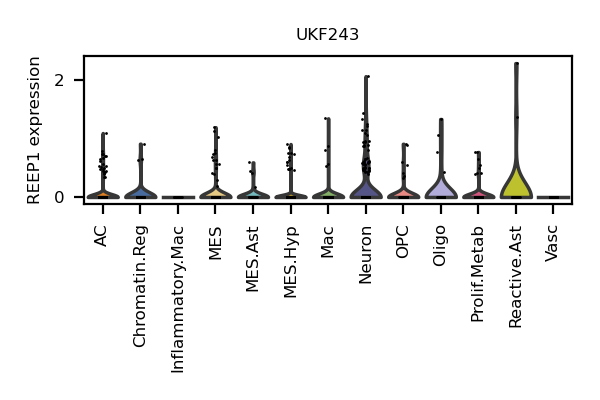 UKF243
REEP1 expression
2
0
AC
Chromatin.Reg
Inflammatory.Mac
MES
MES.Ast
MES.Hyp
Mac
Neuron
OPC
Oligo
Prolif.Metab
Reactive.Ast
Vasc